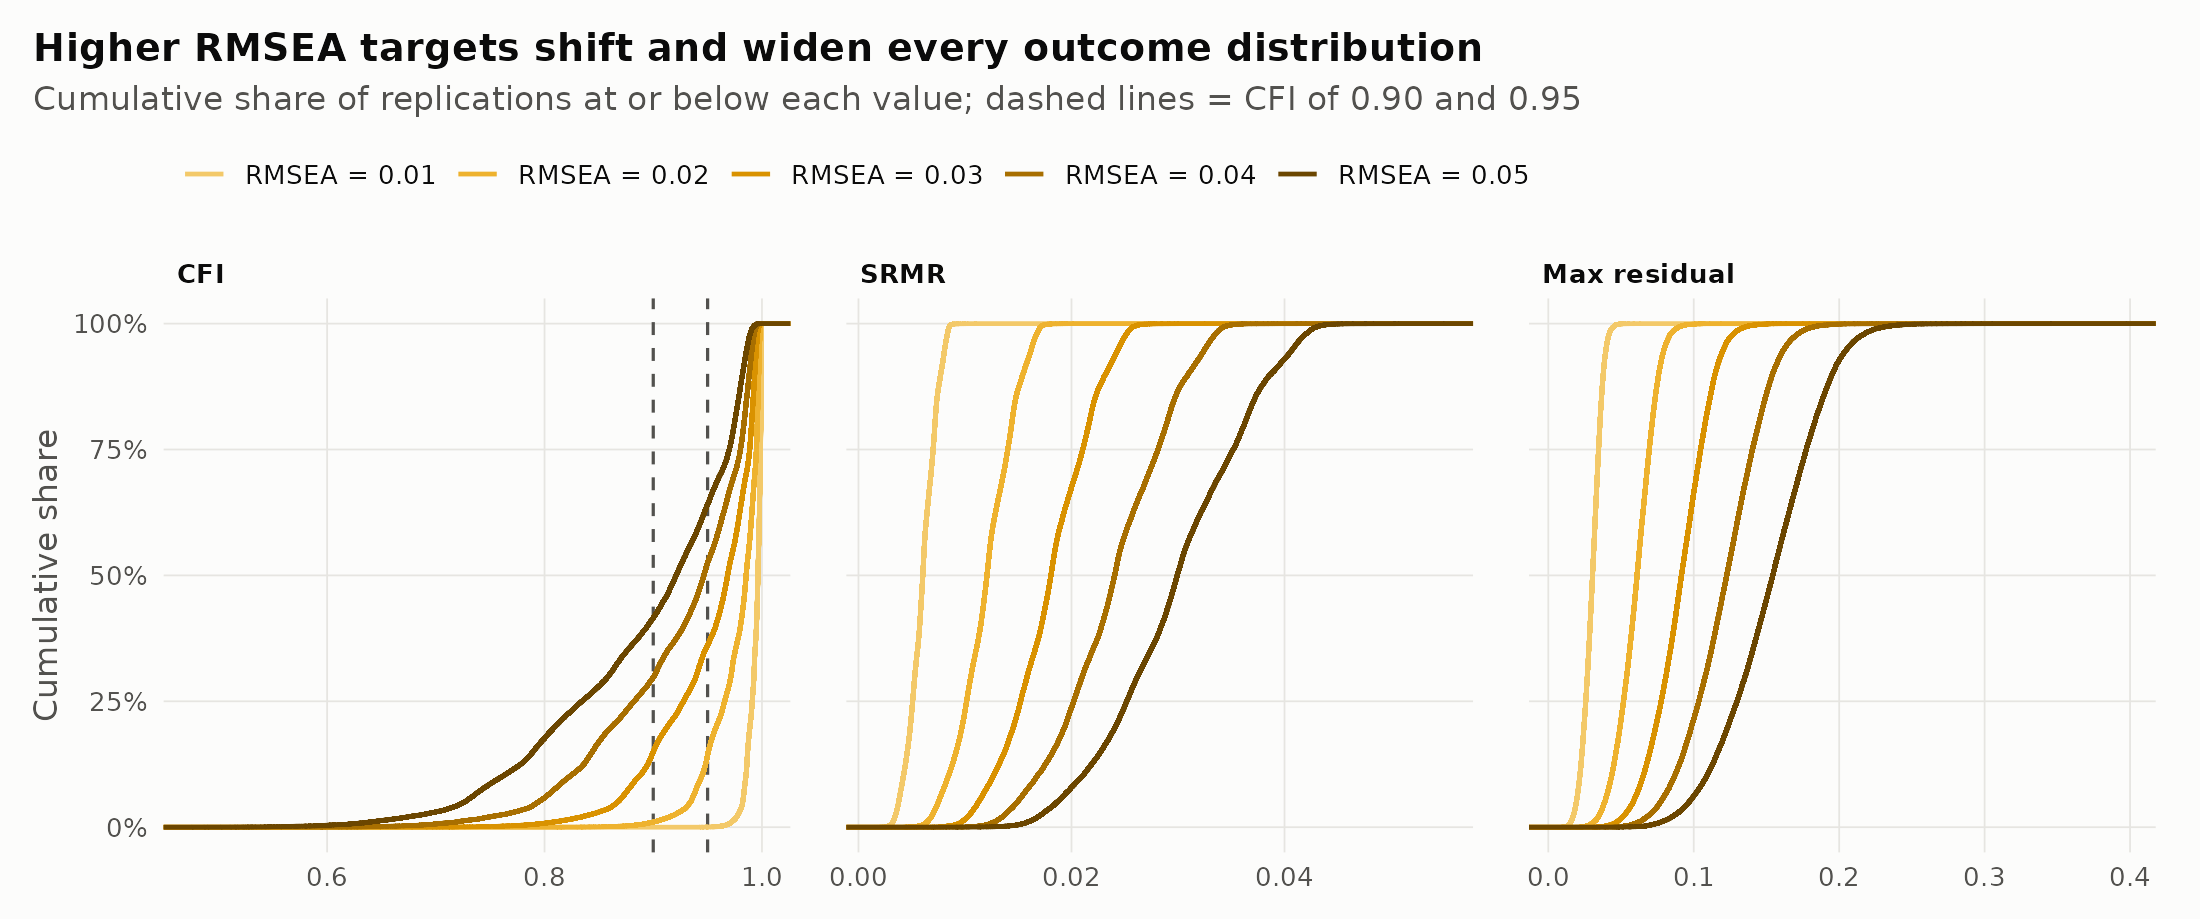 Higher RMSEA targets shift and widen every outcome distribution
Cumulative share of replications at or below each value; dashed lines = CFI of 0.90 and 0.95
RMSEA = 0.01 RMSEA = 0.02 RMSEA = 0.03 RMSEA = 0.04 RMSEA = 0.05
CFI SRMR Max residual
Cumulative share
100%
75%
50%
25%
0%
0.6 0.8 1.0 0.00 0.02 0.04 0.0 0.1 0.2 0.3 0.4